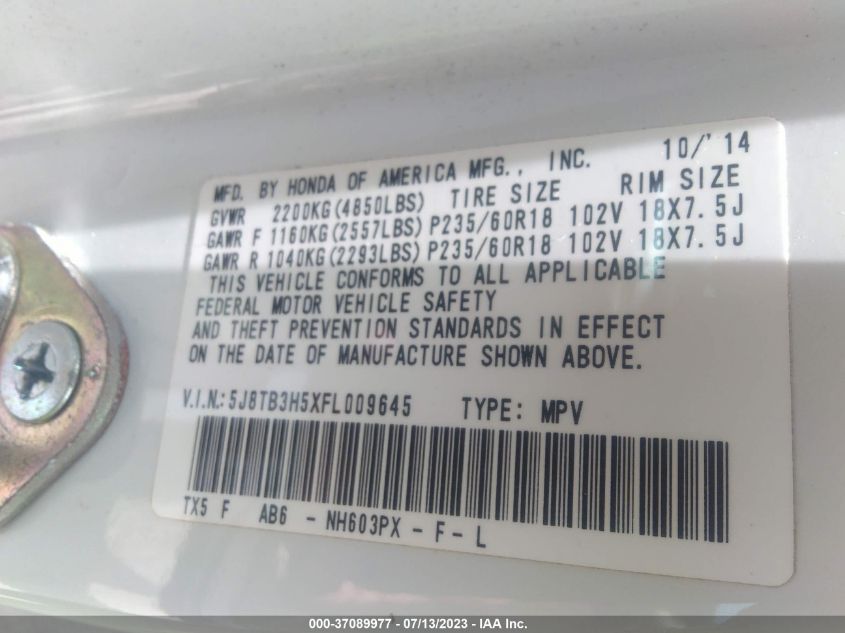 10/'14
MFD. BY HONDA OF AMERICA MFG., INC.
GVWR 2200KG(4850LBS) TIRE SIZE RIM SIZE
GAWR F 1160KG(2557LBS) P235/60R18 102V 18X7.5J
GAWR R 1040KG(2293LBS) P235/60R18 102V 18X7.5J
THIS VEHICLE CONFORMS TO ALL APPLICABLE
FEDERAL MOTOR VEHICLE SAFETY
AND THEFT PREVENTION STANDARDS IN EFFECT
ON THE DATE OF MANUFACTURE SHOWN ABOVE.
V.I.N.: 5J8TB3H5XFL009645 TYPE: MPV
TX5 F AB6 - NH603PX - F - L
000-37089977 - 07/13/2023 - IAA Inc.